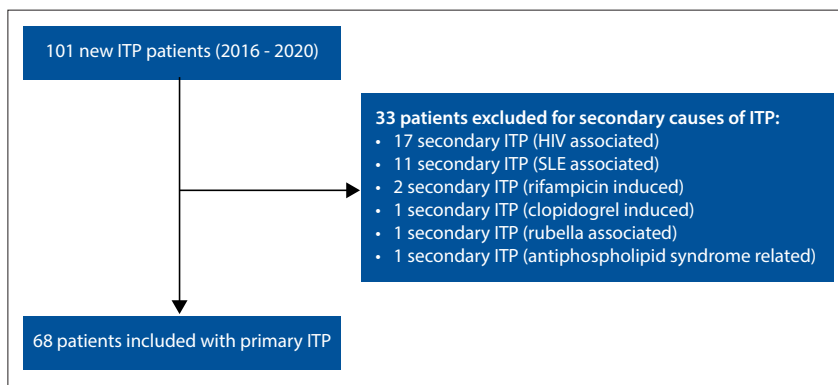 101 new ITP patients (2016 - 2020)
33 patients excluded for secondary causes of ITP:
• 17 secondary ITP (HIV associated)
• 11 secondary ITP (SLE associated)
• 2 secondary ITP (rifampicin induced)
• 1 secondary ITP (clopidogrel induced)
• 1 secondary ITP (rubella associated)
• 1 secondary ITP (antiphospholipid syndrome related)
68 patients included with primary ITP